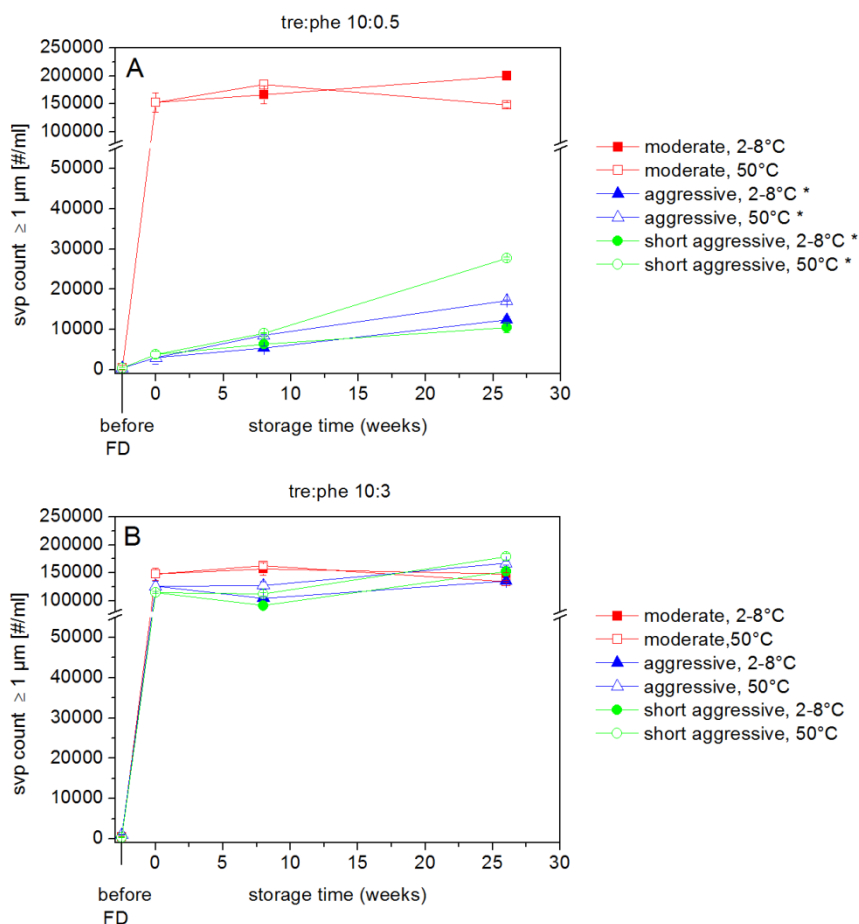 tre:phe 10:0.5
A
250000
200000
150000
100000
50000
40000
30000
20000
10000
0
svp count ≥ 1 µm [#/ml]
0 5 10 15 20 25 30
before
FD
storage time (weeks)
moderate, 2-8°C
moderate, 50°C
aggressive, 2-8°C *
aggressive, 50°C *
short aggressive, 2-8°C *
short aggressive, 50°C *
tre:phe 10:3
B
250000
200000
150000
100000
50000
40000
30000
20000
10000
0
svp count ≥ 1 µm [#/ml]
0 5 10 15 20 25 30
before
FD
storage time (weeks)
moderate, 2-8°C
moderate,50°C
aggressive, 2-8°C
aggressive, 50°C
short aggressive, 2-8°C
short aggressive, 50°C